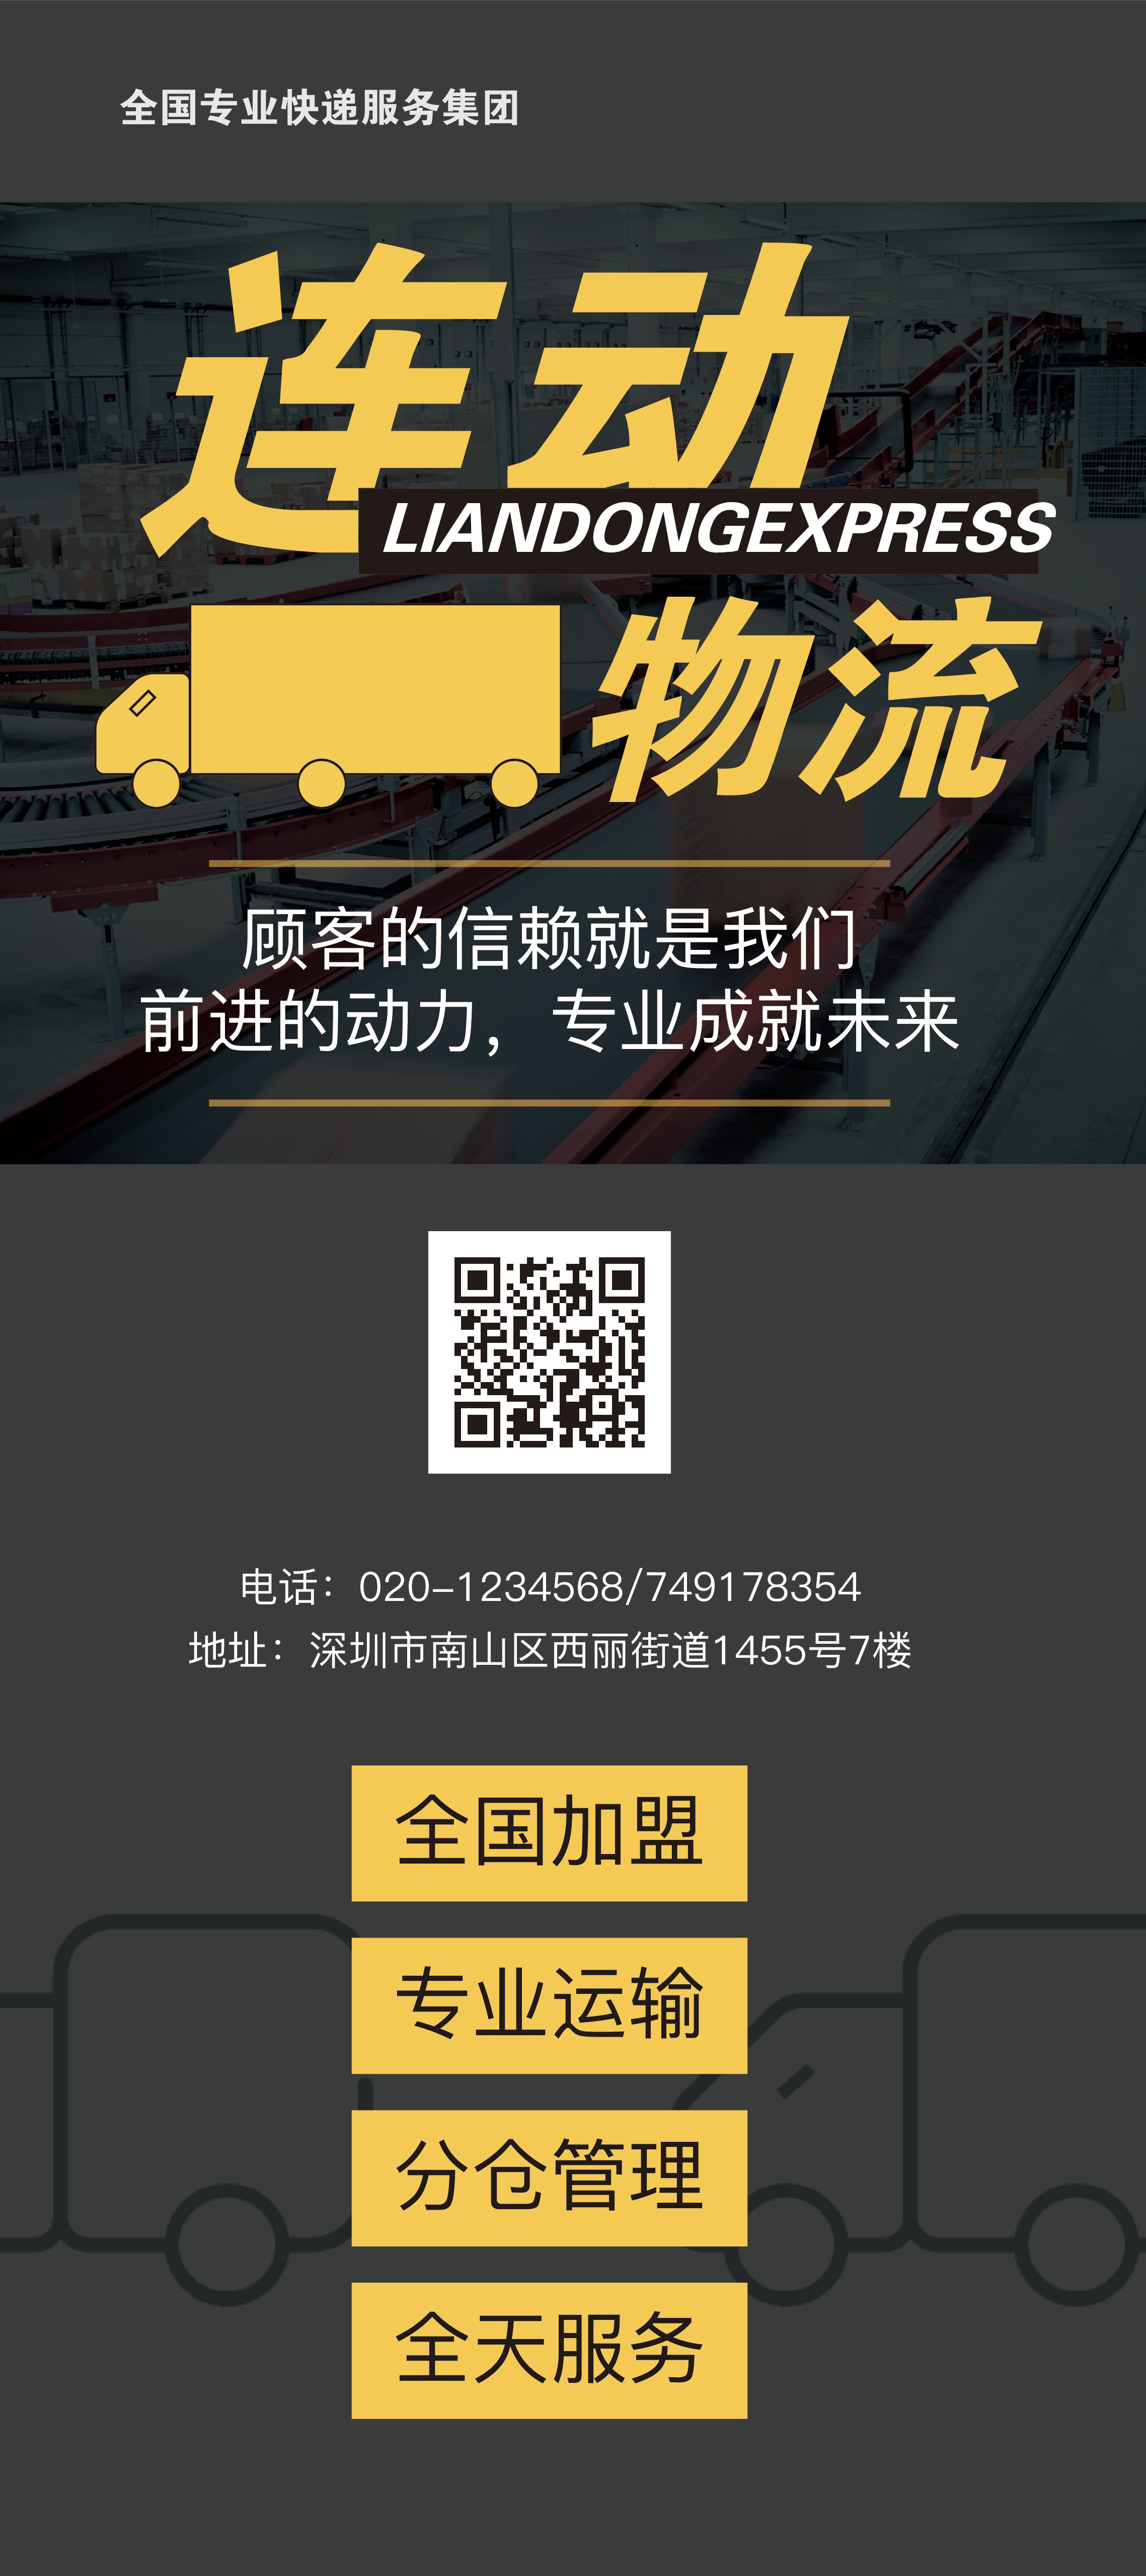 全国专业快递服务集团
连动
LIANDONGEXPRESS
物流
顾客的信赖就是我们
前进的动力，专业成就未来
电话：020-1234568/749178354
地址：深圳市南山区西丽街道1455号7楼
全国加盟
专业运输
分仓管理
全天服务